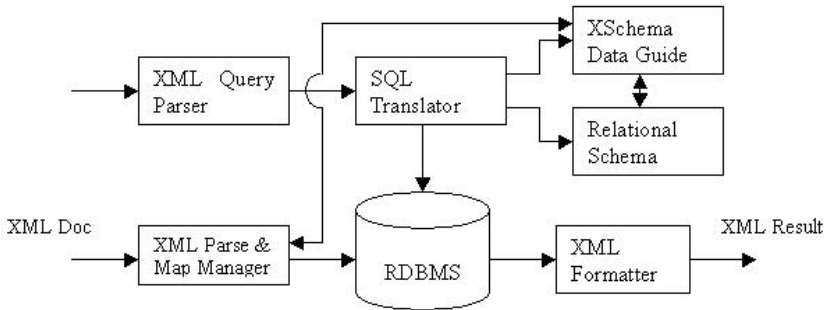 XSchema
Data Guide
XML Query
Parser
SQL
Translator
Relational
Schema
XML Doc
XML Parse &
Map Manager
RDBMS
XML
Formatter
XML Result